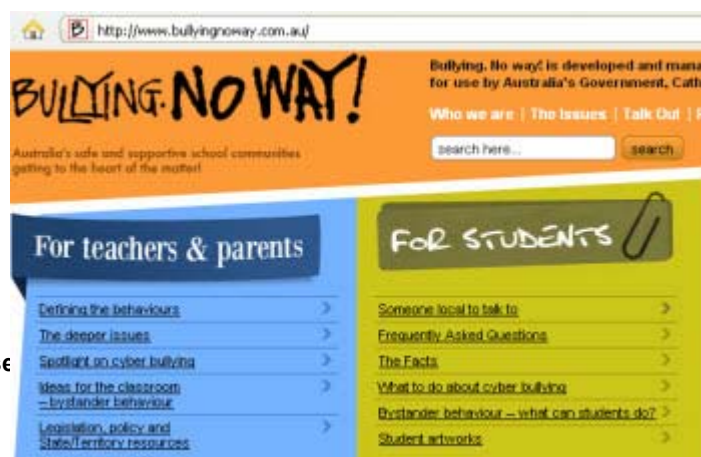 http://www.bullyingnoway.com.au/
BULLYING. NO WAY!
Bullying. No way! is developed and mana
for use by Australia's Government, Cath
Who we are | The Issues | Talk Out |
Australia's safe and supportive school communities
getting to the heart of the matter!
search here... search
For teachers & parents
Defining the behaviours
The deeper issues
Spotlight on cyber bullying
Ideas for the classroom
– bystander behaviour
Legislation, policy and
State/Territory resources
FOR STUDENTS
Someone local to talk to
Frequently Asked Questions
The Facts
What to do about cyber bullying
Bystander behaviour – what can students do?
Student artworks